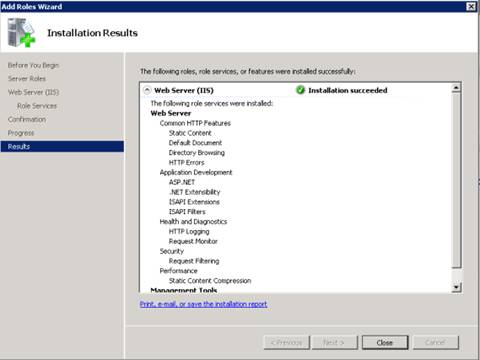 Add Roles Wizard
Installation Results
Before You Begin
Server Roles
Web Server (IIS)
Role Services
Confirmation
Progress
Results
The following roles, role services, or features were installed successfully:
Web Server (IIS) Installation succeeded
The following role services were installed:
Web Server
Common HTTP Features
Static Content
Default Document
Directory Browsing
HTTP Errors
Application Development
ASP.NET
.NET Extensibility
ISAPI Extensions
ISAPI Filters
Health and Diagnostics
HTTP Logging
Request Monitor
Security
Request Filtering
Performance
Static Content Compression
Management Tools
Print, e-mail, or save the installation report
< Previous Next > Close Cancel